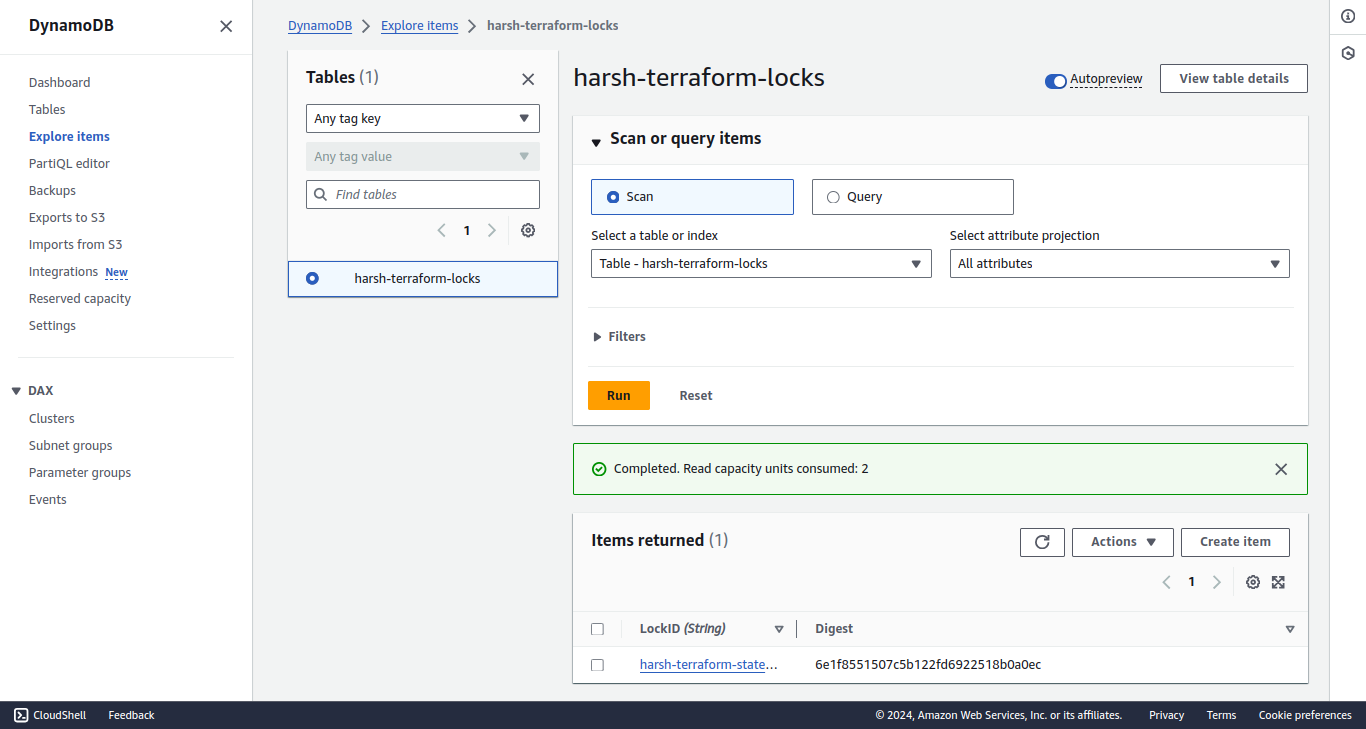 DynamoDB
Dashboard
Tables
Explore items
PartiQL editor
Backups
Exports to S3
Imports from S3
Integrations New
Reserved capacity
Settings
DAX
Clusters
Subnet groups
Parameter groups
Events
DynamoDB Explore items harsh-terraform-locks
Tables (1)
Any tag key
Any tag value
Find tables
1
harsh-terraform-locks
harsh-terraform-locks
Autopreview
View table details
Scan or query items
Scan
Query
Select a table or index
Table - harsh-terraform-locks
Select attribute projection
All attributes
Filters
Run
Reset
Completed. Read capacity units consumed: 2
Items returned (1)
Actions
Create item
1
LockID (String)
Digest
harsh-terraform-state...
6e1f8551507c5b122fd6922518b0a0ec
CloudShell
Feedback
© 2024, Amazon Web Services, Inc. or its affiliates.
Privacy
Terms
Cookie preferences